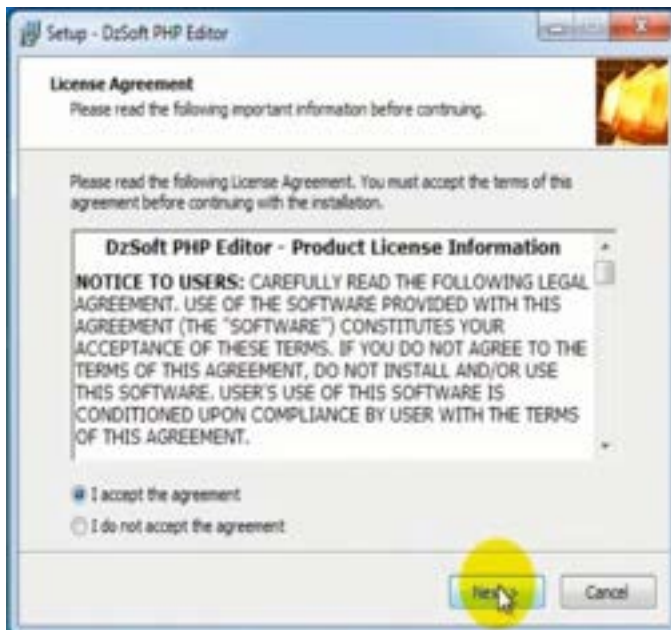 Setup - DzSoft PHP Editor
License Agreement
Please read the following important information before continuing.
Please read the following License Agreement. You must accept the terms of this
agreement before continuing with the installation.
DzSoft PHP Editor - Product License Information
NOTICE TO USERS: CAREFULLY READ THE FOLLOWING LEGAL
AGREEMENT. USE OF THE SOFTWARE PROVIDED WITH THIS
AGREEMENT (THE "SOFTWARE") CONSTITUTES YOUR
ACCEPTANCE OF THESE TERMS. IF YOU DO NOT AGREE TO THE
TERMS OF THIS AGREEMENT, DO NOT INSTALL AND/OR USE
THIS SOFTWARE. USER'S USE OF THIS SOFTWARE IS
CONDITIONED UPON COMPLIANCE BY USER WITH THE TERMS
OF THIS AGREEMENT.
I accept the agreement
I do not accept the agreement
Next >
Cancel